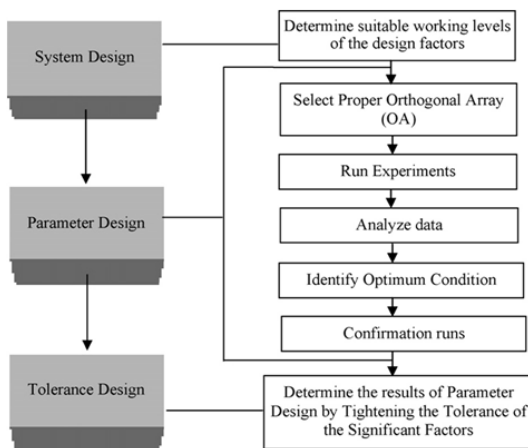 System Design
Determine suitable working levels
of the design factors
Select Proper Orthogonal Array
(OA)
Run Experiments
Parameter Design
Analyze data
Identify Optimum Condition
Confirmation runs
Tolerance Design
Determine the results of Parameter
Design by Tightening the Tolerance of
the Significant Factors